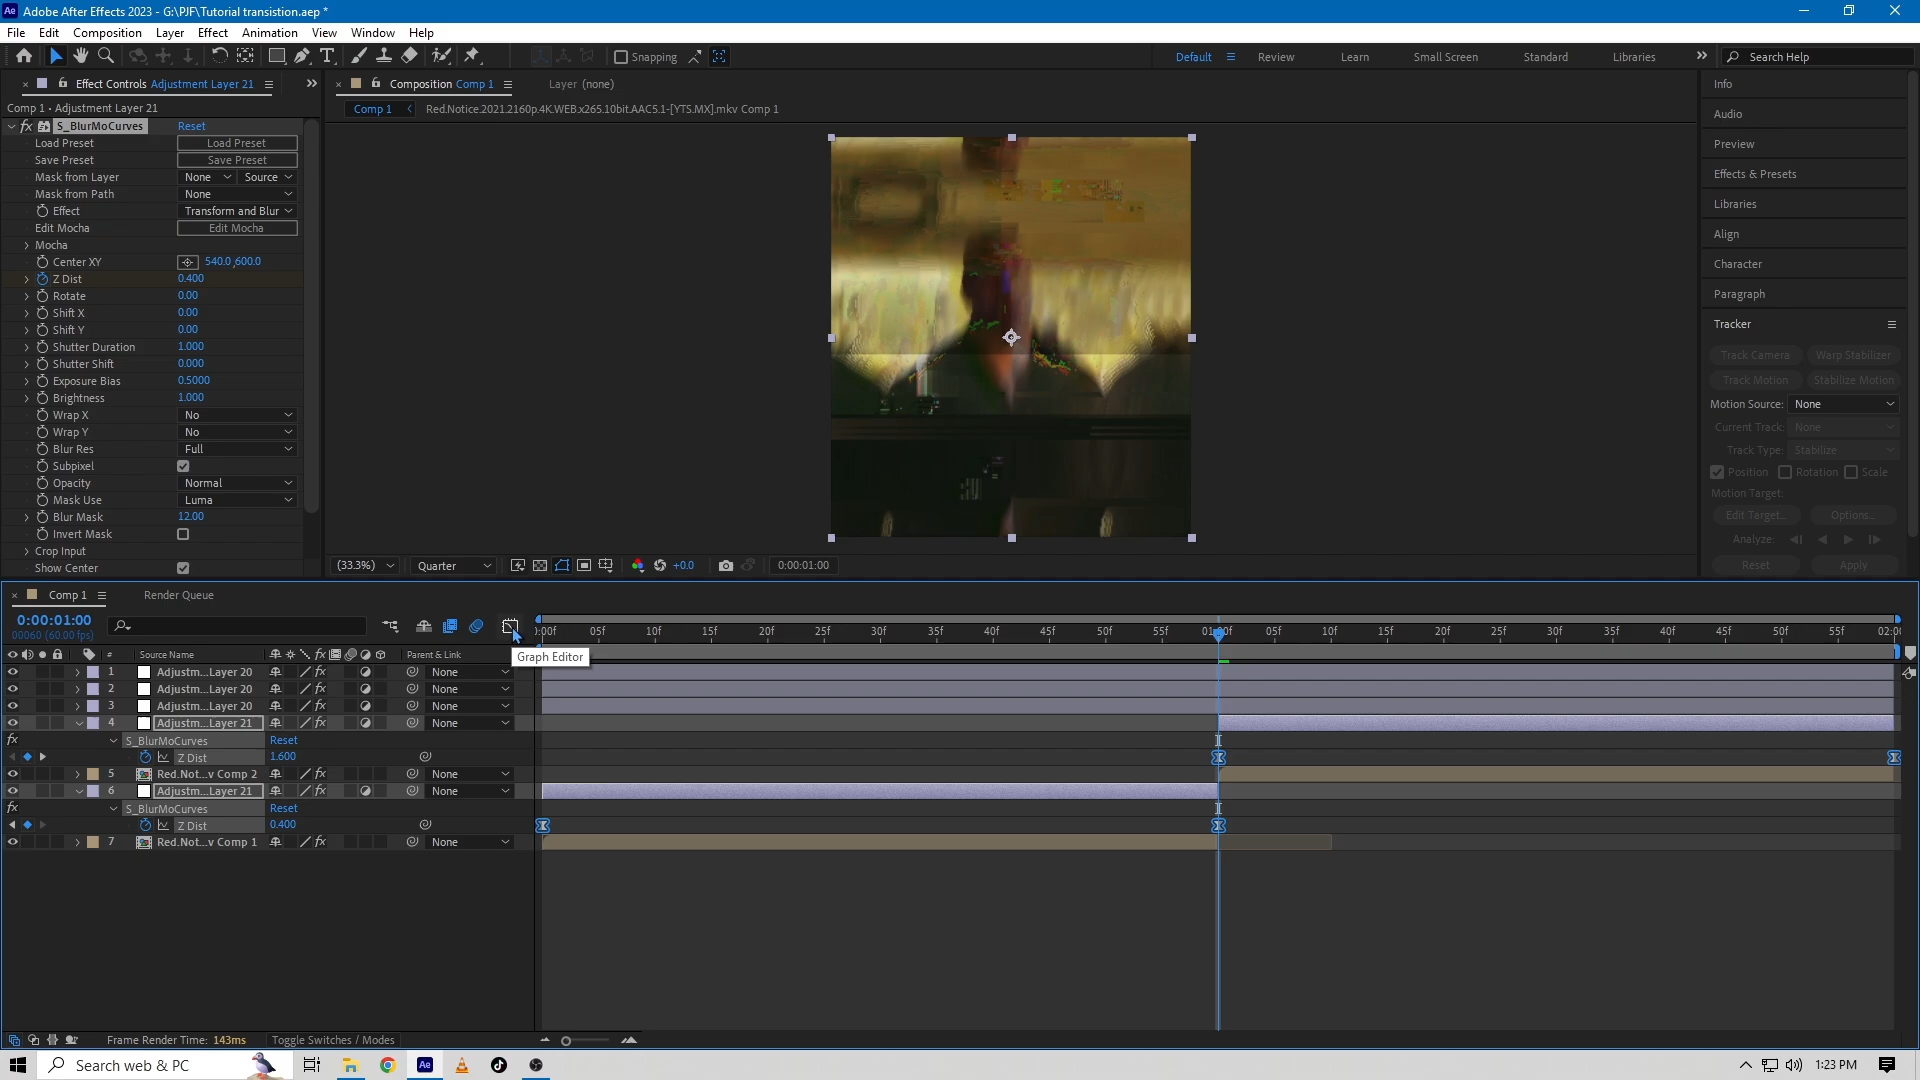 Ae Adobe After Effects 2023 - G:\PJF\Tutorial transistion.aep *
File Edit Composition Layer Effect Animation View Window Help
Snapping Default Review Learn Small Screen Standard Libraries Search Help
Effect Controls Adjustment Layer 21
Composition Comp 1
Layer (none)
Comp 1 • Adjustment Layer 21
Comp 1 Red.Notice.2021.2160p.4K.WEB.x265.10bit.AAC5.1-[YTS.MX].mkv Comp 1
fx S_BlurMoCurves Reset
Load Preset Load Preset
Save Preset Save Preset
Mask from Layer None Source
Mask from Path None
Effect Transform and Blur
Edit Mocha Edit Mocha
Mocha
Center XY 540.0,600.0
Z Dist 0.400
Rotate 0.00
Shift X 0.00
Shift Y 0.00
Shutter Duration 1.000
Shutter Shift 0.000
Exposure Bias 0.5000
Brightness 1.000
Wrap X No
Wrap Y No
Blur Res Full
Subpixel
Opacity Normal
Mask Use Luma
Blur Mask 12.00
Invert Mask
Crop Input
Show Center
(33.3%) Quarter +0.0 0:00:01:00
Info
Audio
Preview
Effects & Presets
Libraries
Align
Character
Paragraph
Tracker
Track Camera Warp Stabilizer
Track Motion Stabilize Motion
Motion Source: None
Current Track: None
Track Type: Stabilize
Position Rotation Scale
Motion Target:
Edit Target... Options...
Analyze:
Reset Apply
Comp 1 Render Queue
0:00:01:00
00060 (60.00 fps)
0:00f 05f 10f 15f 20f 25f 30f 35f 40f 45f 50f 55f 01:00f 05f 10f 15f 20f 25f 30f 35f 40f 45f 50f 55f 02:00
Graph Editor
# Source Name fx Parent & Link
1 Adjustm...Layer 20 fx None
2 Adjustm...Layer 20 fx None
3 Adjustm...Layer 20 fx None
4 Adjustm...Layer 21 fx None
fx S_BlurMoCurves Reset
Z Dist 1.600
5 Red.Not...v Comp 2 fx None
6 Adjustm...Layer 21 fx None
fx S_BlurMoCurves Reset
Z Dist 0.400
7 Red.Not...v Comp 1 fx None
Frame Render Time: 143ms Toggle Switches / Modes
Search web & PC Ae 1:23 PM